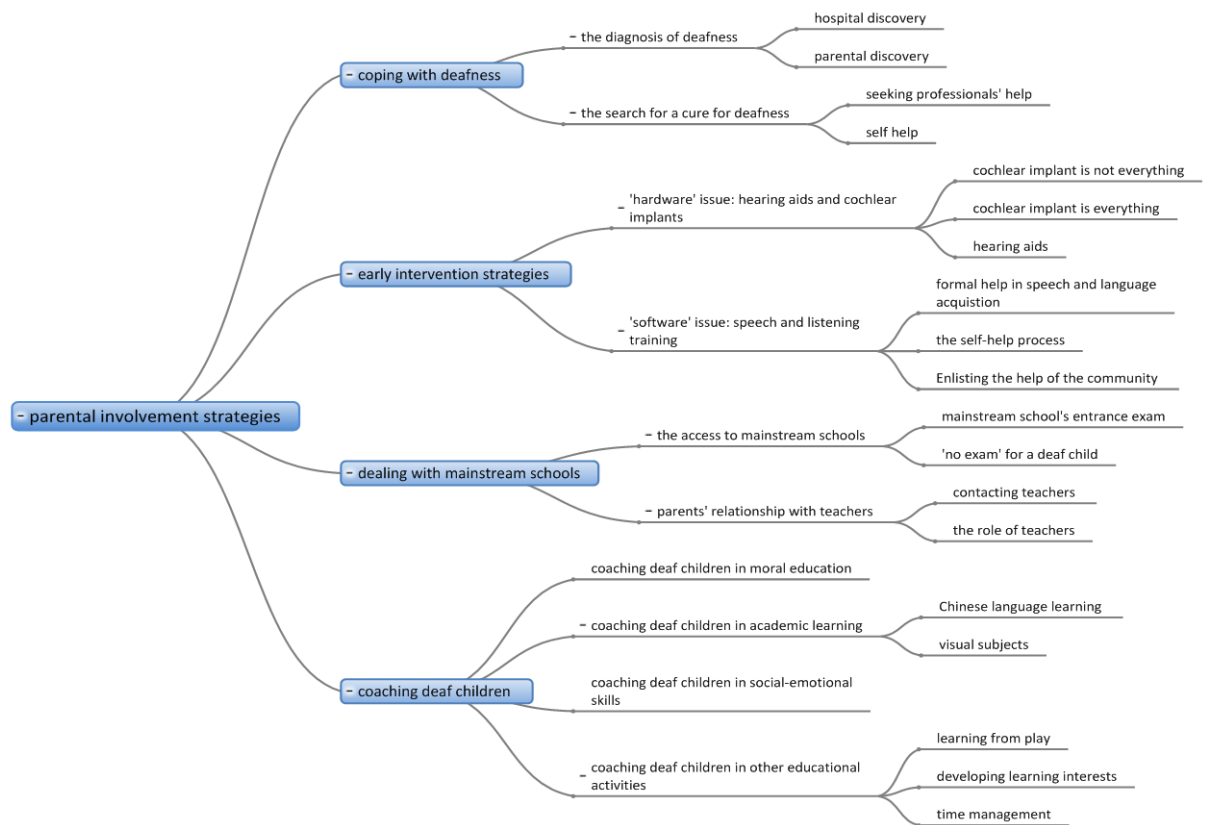 parental involvement strategies
coping with deafness
the diagnosis of deafness
hospital discovery
parental discovery
the search for a cure for deafness
seeking professionals' help
self help
early intervention strategies
'hardware' issue: hearing aids and cochlear
implants
cochlear implant is not everything
cochlear implant is everything
hearing aids
'software' issue: speech and listening
training
formal help in speech and language
acquistion
the self-help process
Enlisting the help of the community
dealing with mainstream schools
the access to mainstream schools
mainstream school's entrance exam
'no exam' for a deaf child
parents' relationship with teachers
contacting teachers
the role of teachers
coaching deaf children
coaching deaf children in moral education
coaching deaf children in academic learning
Chinese language learning
visual subjects
coaching deaf children in social-emotional
skills
coaching deaf children in other educational
activities
learning from play
developing learning interests
time management